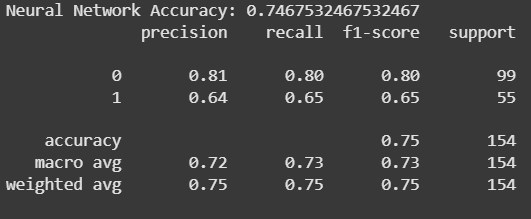 Neural Network Accuracy: 0.7467532467532467
precision recall f1-score support
0 0.81 0.80 0.80 99
1 0.64 0.65 0.65 55
accuracy 0.75 154
macro avg 0.72 0.73 0.73 154
weighted avg 0.75 0.75 0.75 154